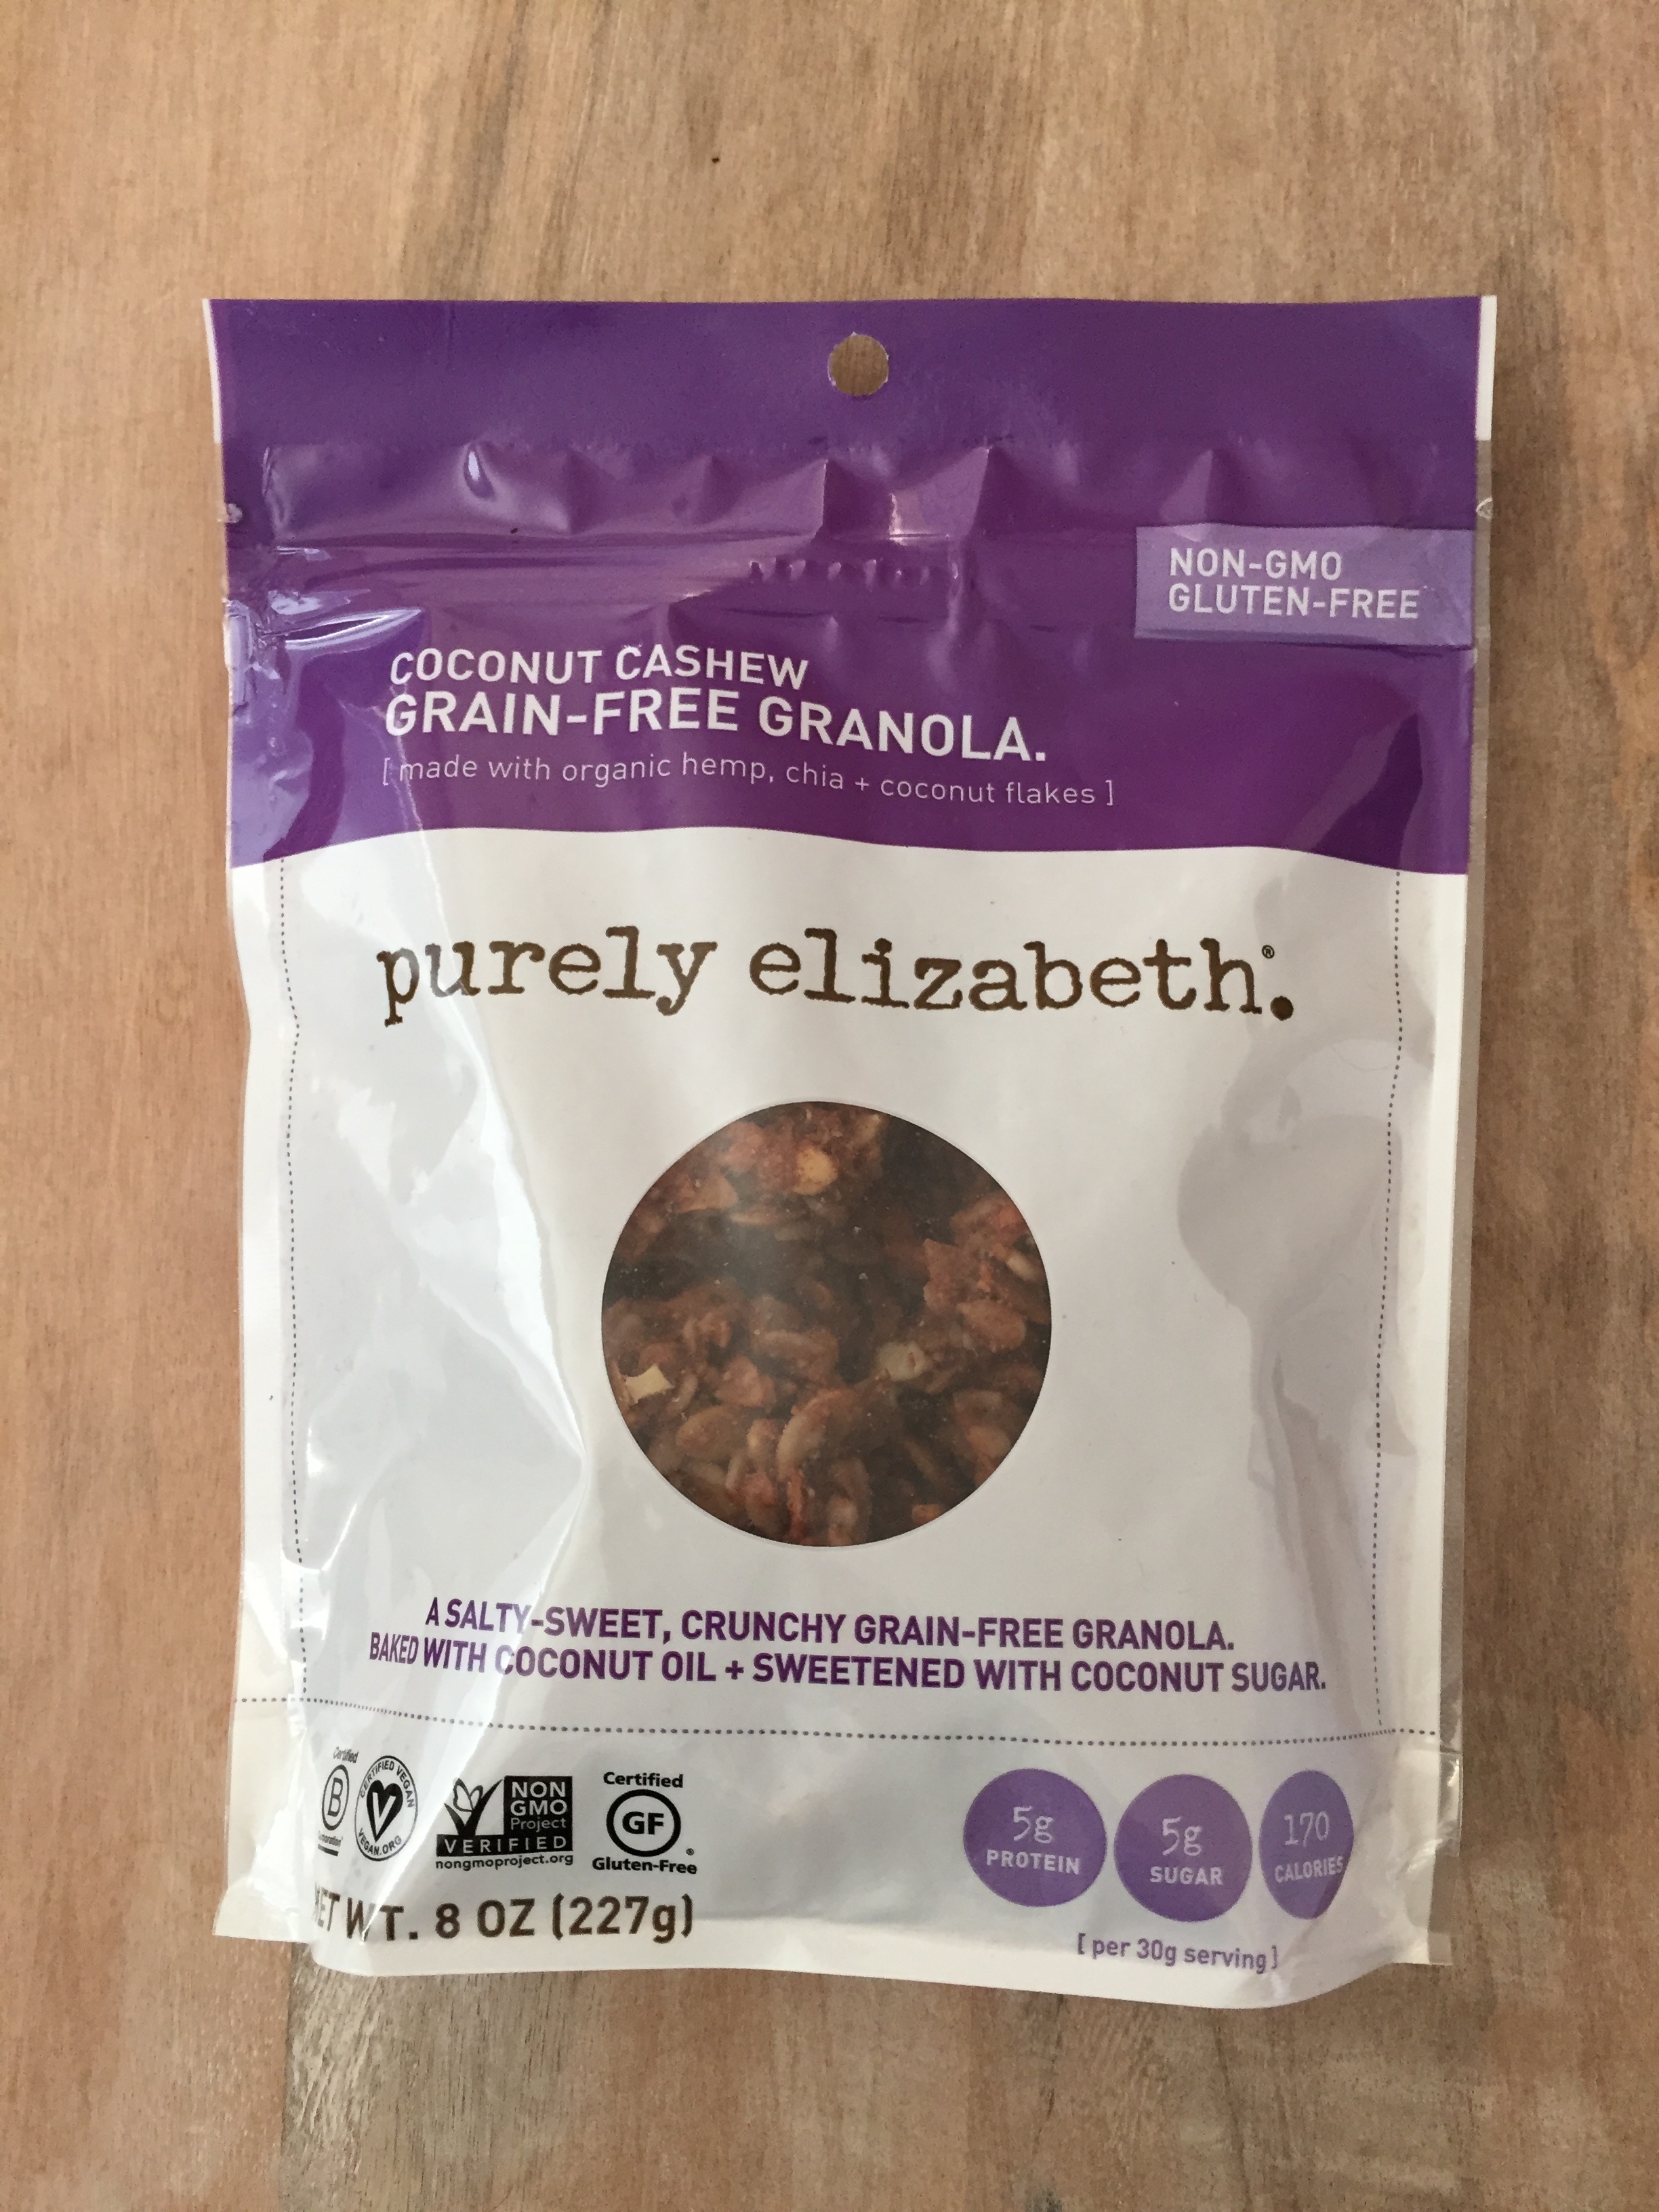 NON-GMO
GLUTEN-FREE
COCONUT CASHEW
GRAIN-FREE GRANOLA.
[ made with organic hemp, chia + coconut flakes ]
purely elizabeth.®
A SALTY-SWEET, CRUNCHY GRAIN-FREE GRANOLA.
BAKED WITH COCONUT OIL + SWEETENED WITH COCONUT SUGAR.
Certified
B
CERTIFIED VEGAN
V
VEGAN.ORG
NON
GMO
Project
VERIFIED
nongmoproject.org
Certified
GF
®
Gluten-Free
5g
PROTEIN
5g
SUGAR
170
CALORIES
WT. 8 OZ (227g)
[ per 30g serving ]